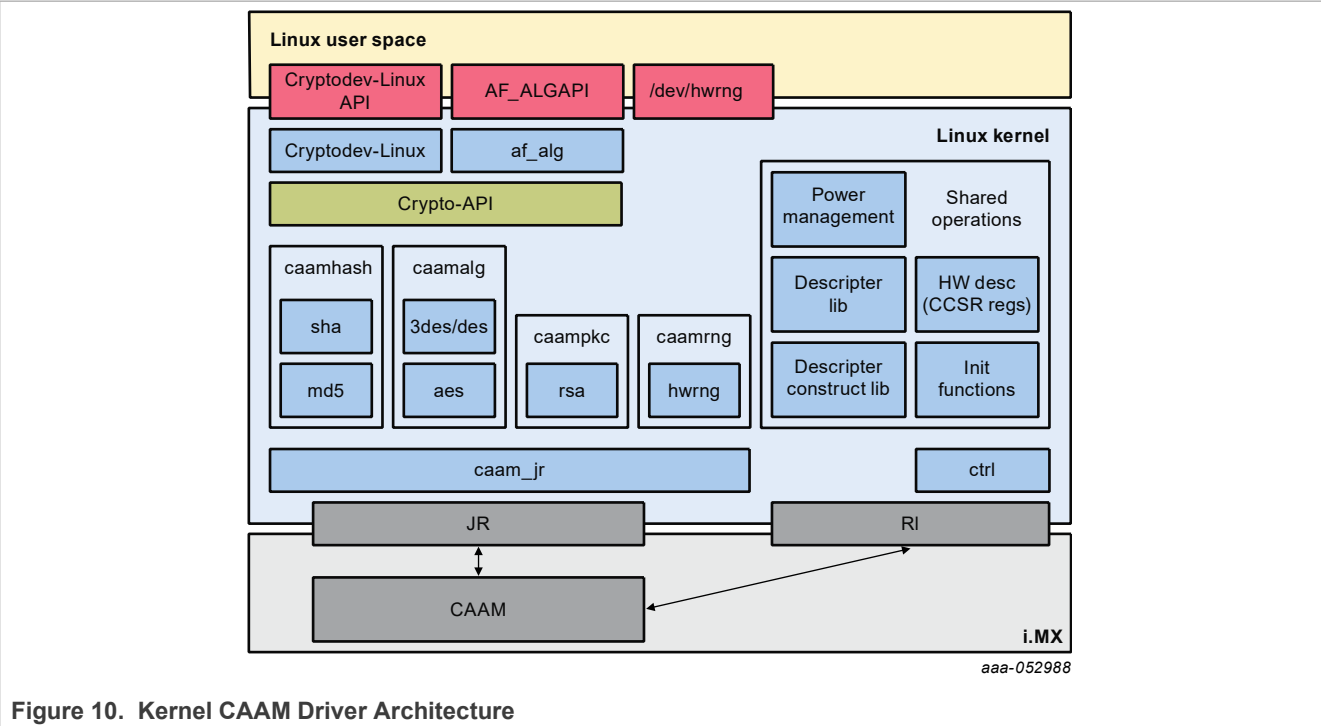 Linux user space
Cryptodev-Linux
API
AF_ALGAPI
/dev/hwrng
Linux kernel
Cryptodev-Linux
af_alg
Crypto-API
caamhash
sha
md5
caamalg
3des/des
aes
caampkc
rsa
caamrng
hwrng
Power
management
Shared
operations
Descripter
lib
HW desc
(CCSR regs)
Descripter
construct lib
Init
functions
caam_jr
ctrl
JR
RI
CAAM
i.MX
aaa-052988
Figure 10. Kernel CAAM Driver Architecture